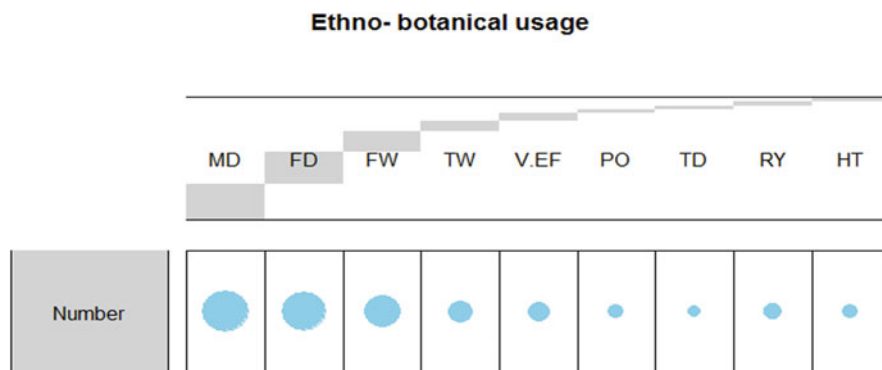 Ethno- botanical usage
MD FD FW TW V.EF PO TD RY HT
Number